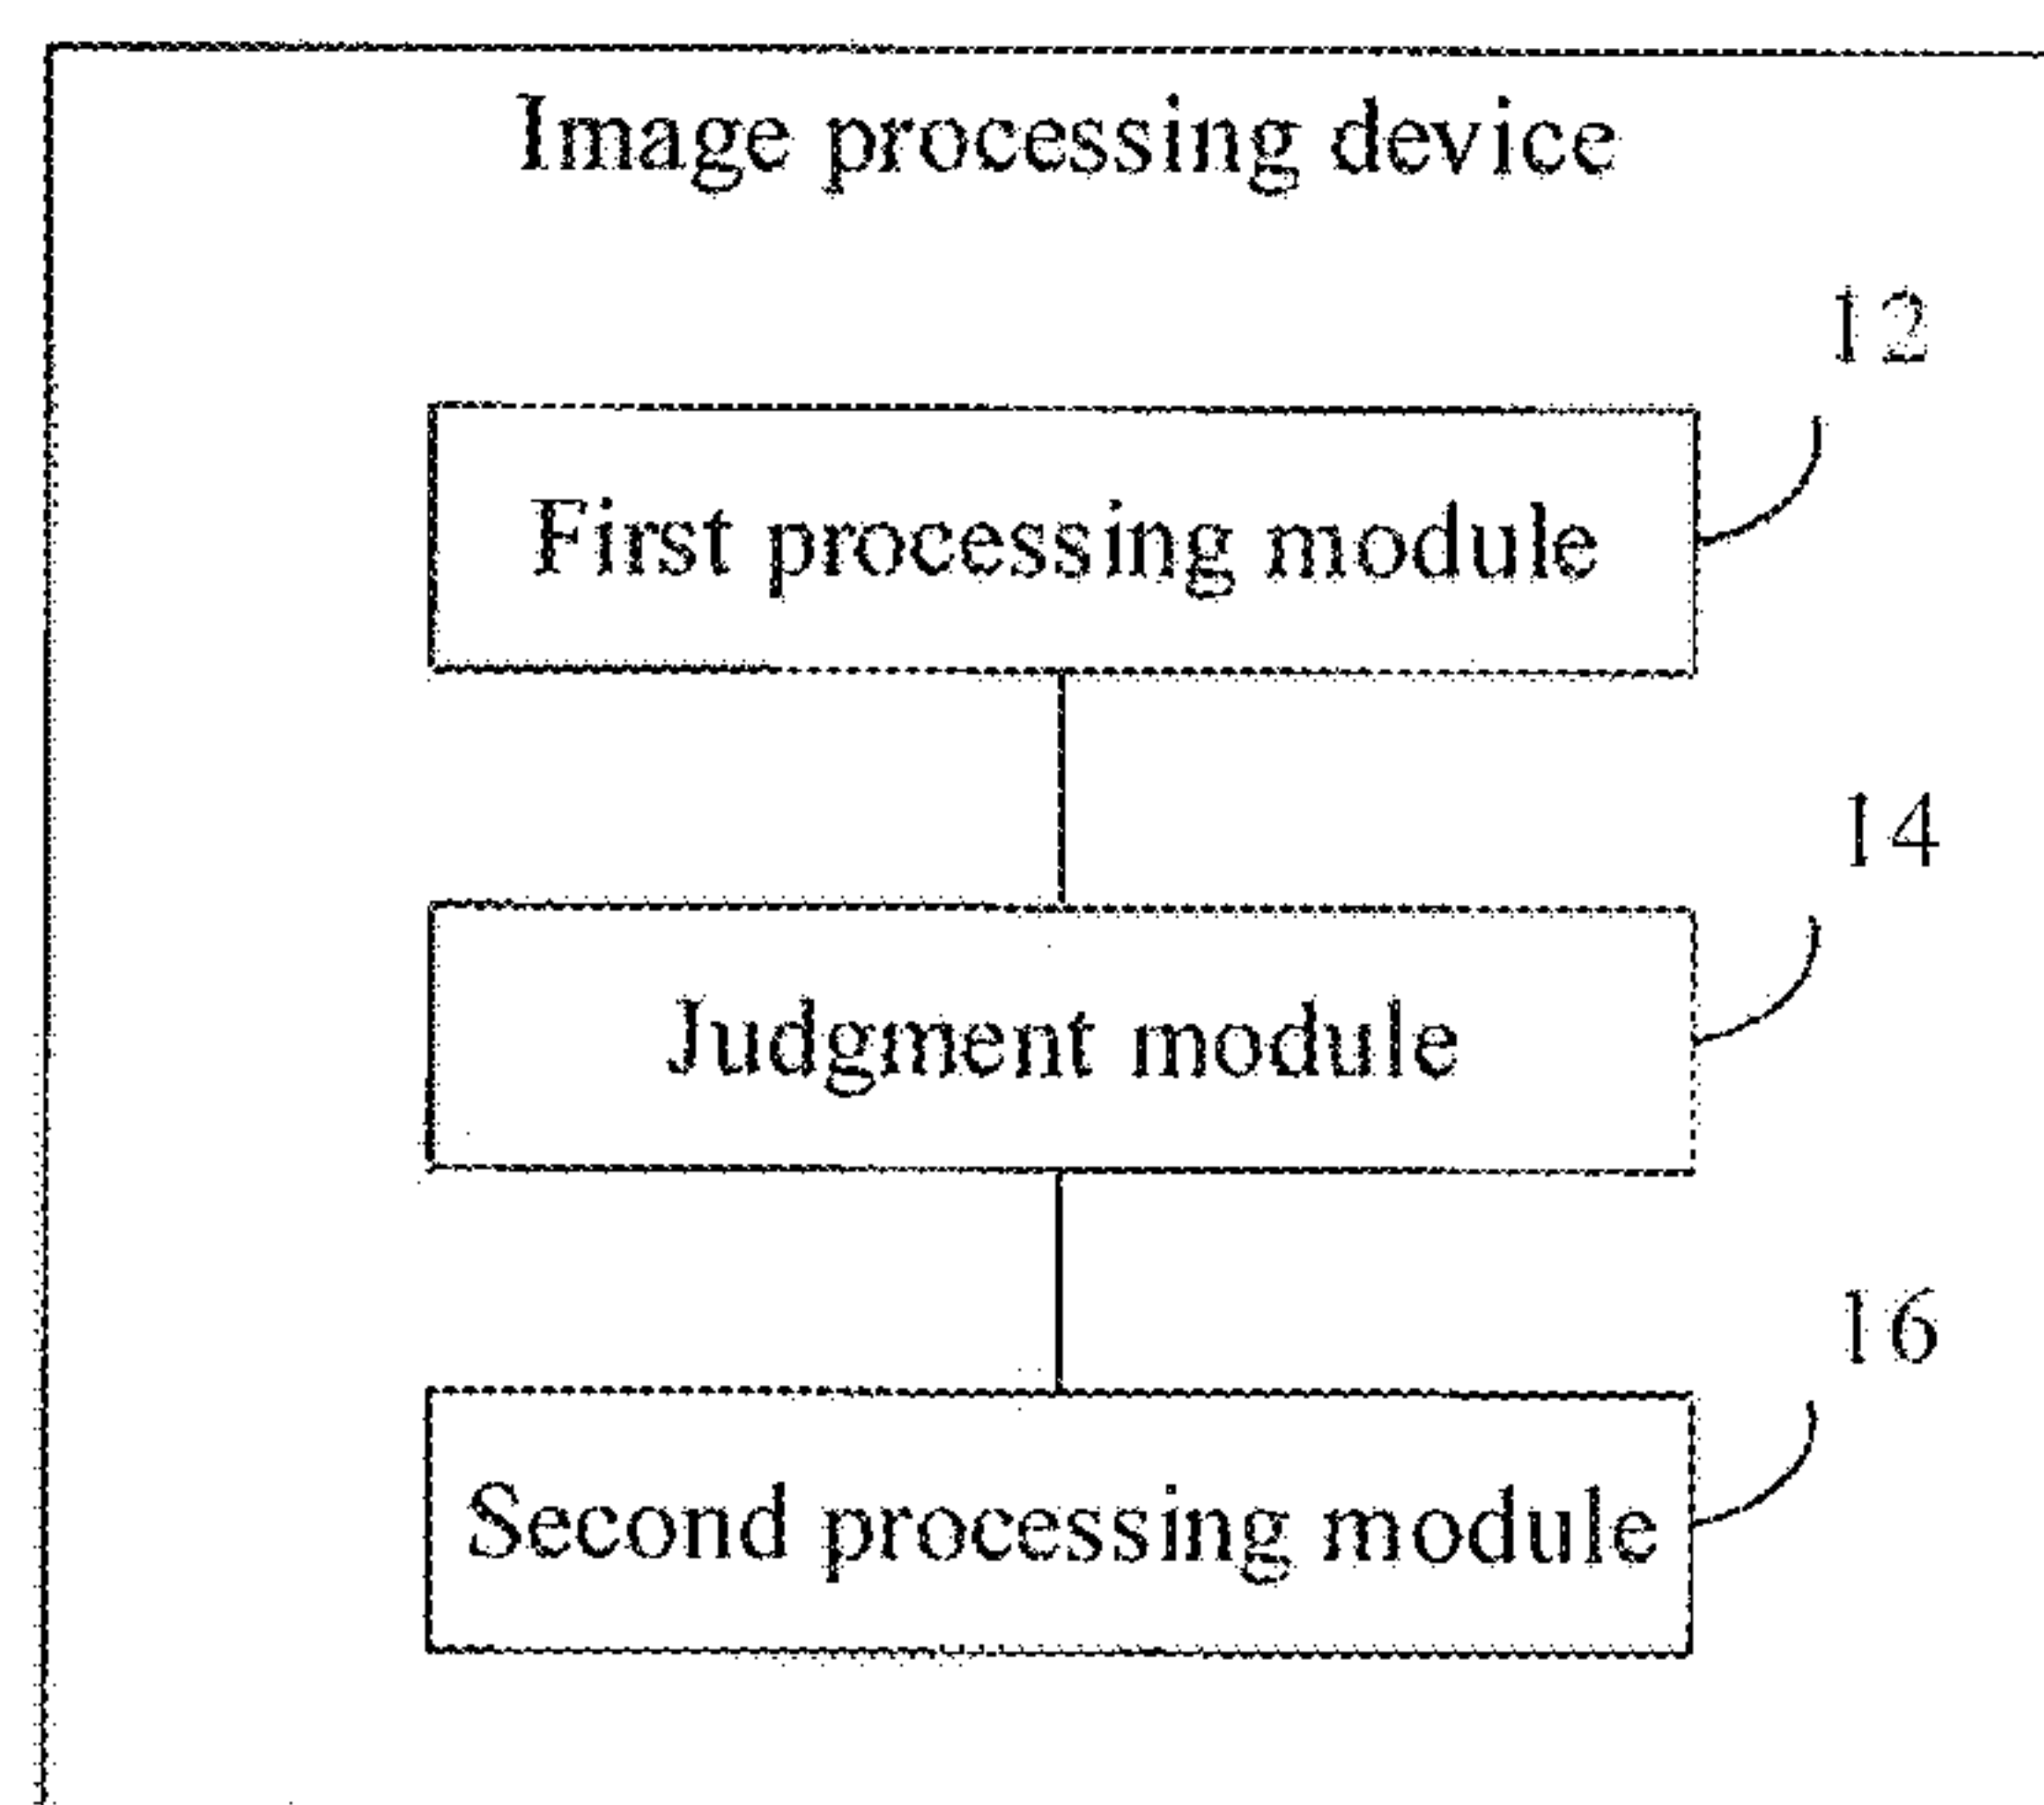 Image processing device
12
First processing module
14
Judgment module
16
Second processing module